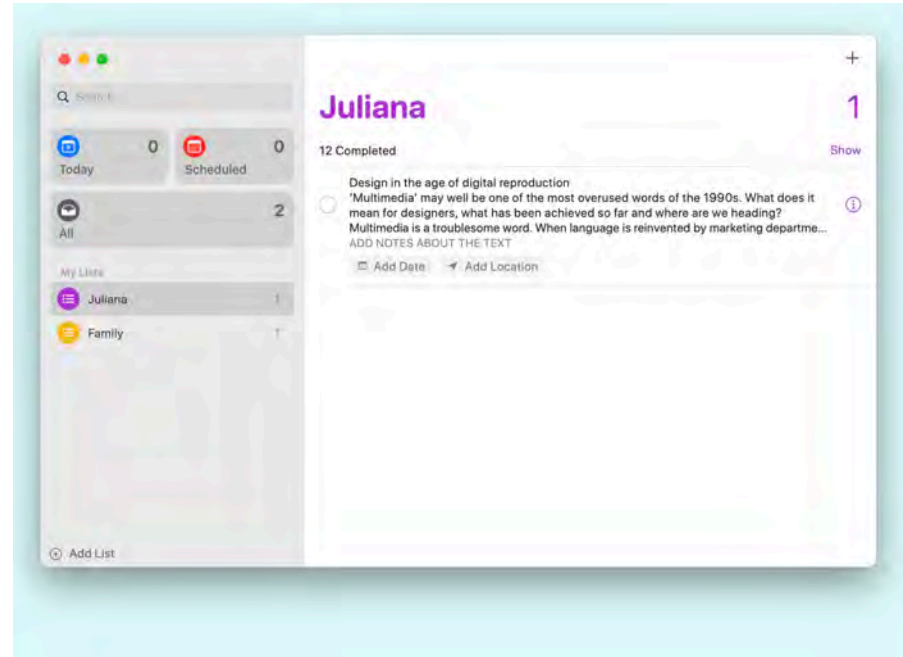 Search
0
0
Today
Scheduled
2
All
My Lists
Juliana
1
Family
1
Add List
Juliana
1
12 Completed
Show
Design in the age of digital reproduction
'Multimedia' may well be one of the most overused words of the 1990s. What does it
mean for designers, what has been achieved so far and where are we heading?
Multimedia is a troublesome word. When language is reinvented by marketing departme...
ADD NOTES ABOUT THE TEXT
Add Date
Add Location